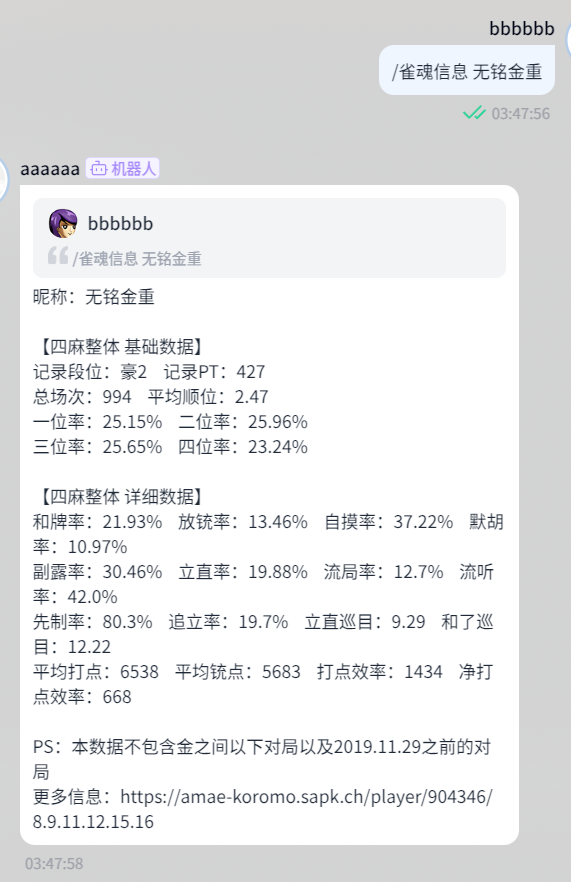 bbbbbb
/雀魂信息 无铭金重
03:47:56
aaaaaa 机器人
bbbbbb
/雀魂信息 无铭金重
昵称：无铭金重
【四麻整体 基础数据】
记录段位：豪2 记录PT：427
总场次：994 平均顺位：2.47
一位率：25.15% 二位率：25.96%
三位率：25.65% 四位率：23.24%
【四麻整体 详细数据】
和牌率：21.93% 放铳率：13.46% 自摸率：37.22% 默胡
率：10.97%
副露率：30.46% 立直率：19.88% 流局率：12.7% 流听
率：42.0%
先制率：80.3% 追立率：19.7% 立直巡目：9.29 和了巡
目：12.22
平均打点：6538 平均铳点：5683 打点效率：1434 净打
点效率：668
PS：本数据不包含金之间以下对局以及2019.11.29之前的对
局
更多信息：https://amae-koromo.sapk.ch/player/904346/
8.9.11.12.15.16
03:47:58